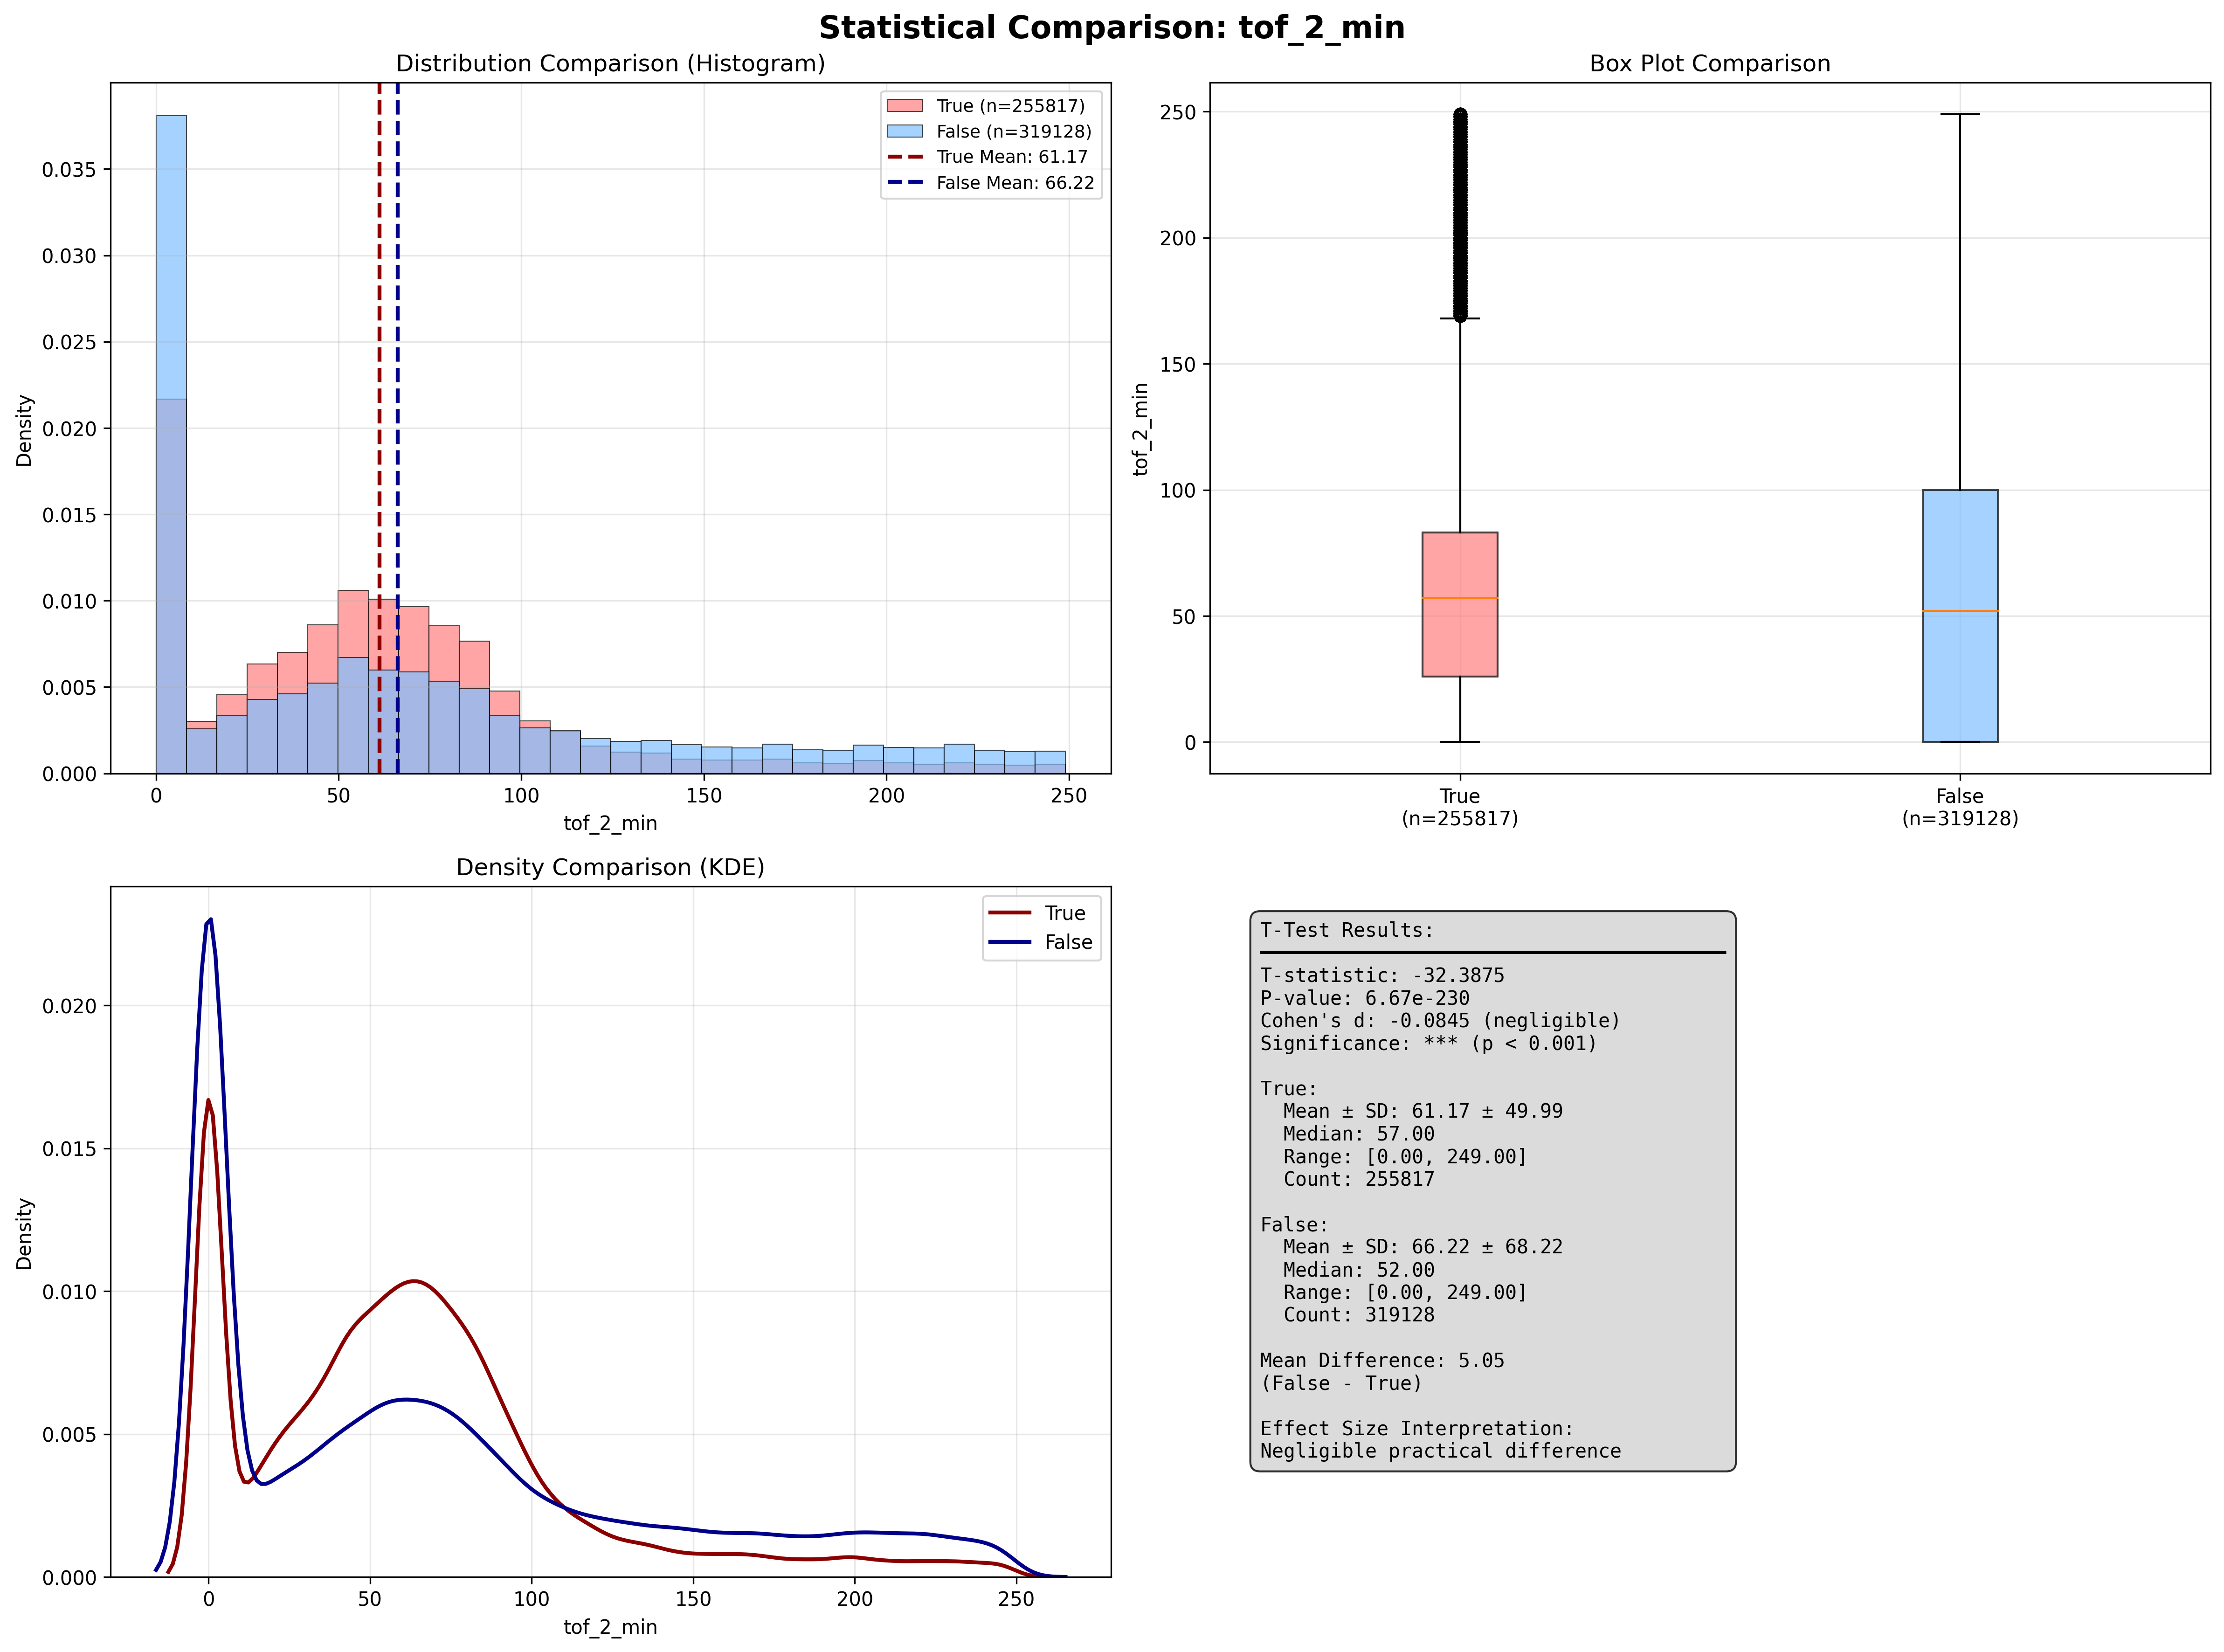 Statistical Comparison: tof_2_min
Distribution Comparison (Histogram)
True (n=255817)
False (n=319128)
True Mean: 61.17
False Mean: 66.22
Density
0.035
0.030
0.025
0.020
0.015
0.010
0.005
0.000
0
50
100
150
200
250
tof_2_min
Box Plot Comparison
tof_2_min
250
200
150
100
50
0
True
(n=255817)
False
(n=319128)
Density Comparison (KDE)
True
False
Density
0.020
0.015
0.010
0.005
0.000
0
50
100
150
200
250
tof_2_min
T-Test Results:
T-statistic: -32.3875
P-value: 6.67e-230
Cohen's d: -0.0845 (negligible)
Significance: *** (p < 0.001)
True:
Mean ± SD: 61.17 ± 49.99
Median: 57.00
Range: [0.00, 249.00]
Count: 255817
False:
Mean ± SD: 66.22 ± 68.22
Median: 52.00
Range: [0.00, 249.00]
Count: 319128
Mean Difference: 5.05
(False - True)
Effect Size Interpretation:
Negligible practical difference